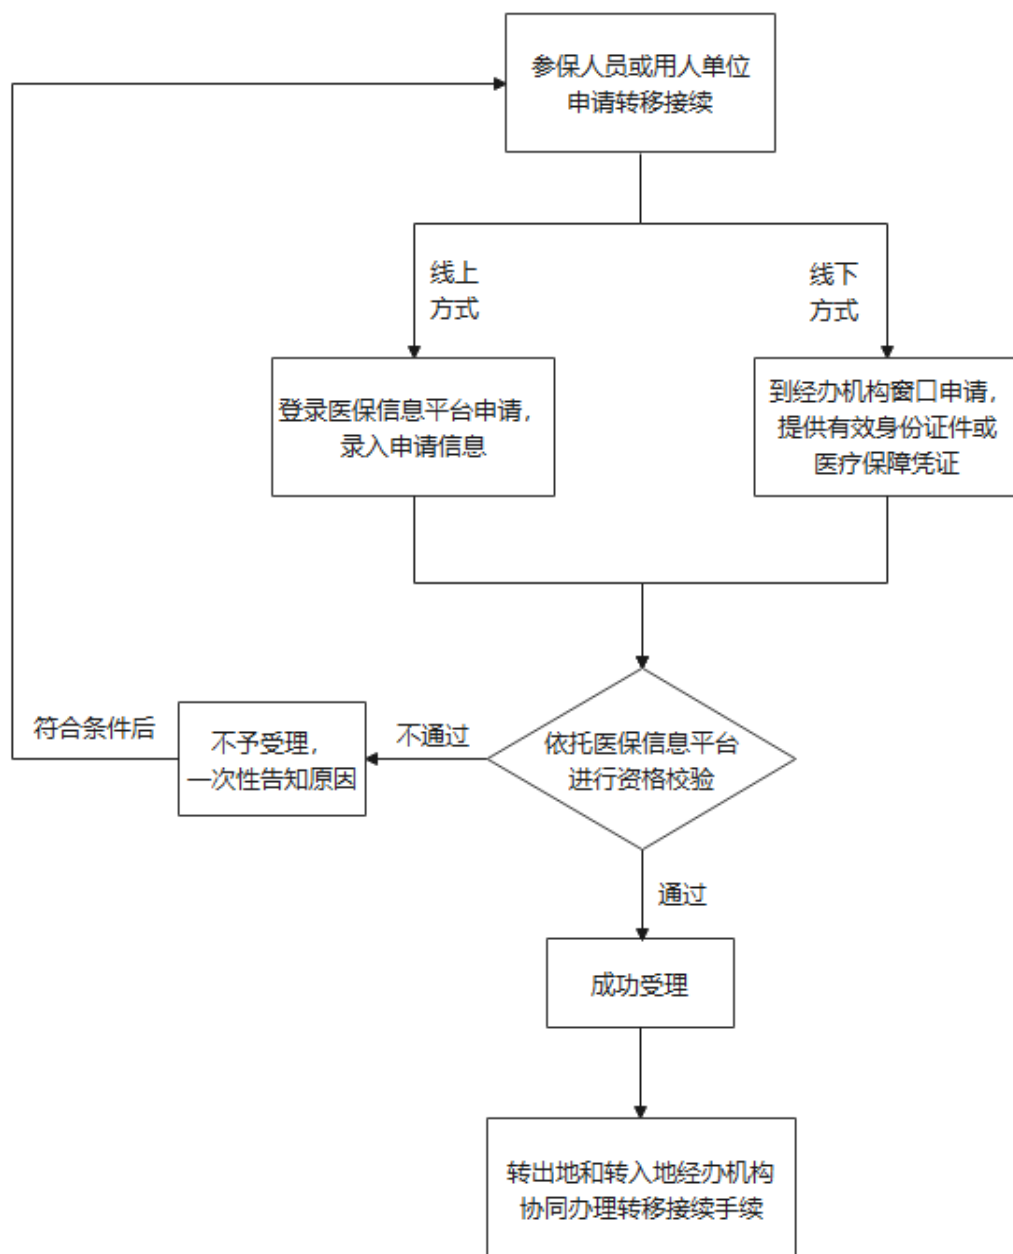 参保人员或用人单位
申请转移接续
线上
方式
线下
方式
登录医保信息平台申请，
录入申请信息
到经办机构窗口申请，
提供有效身份证件或
医疗保障凭证
符合条件后
不予受理，
一次性告知原因
不通过
依托医保信息平台
进行资格校验
通过
成功受理
转出地和转入地经办机构
协同办理转移接续手续